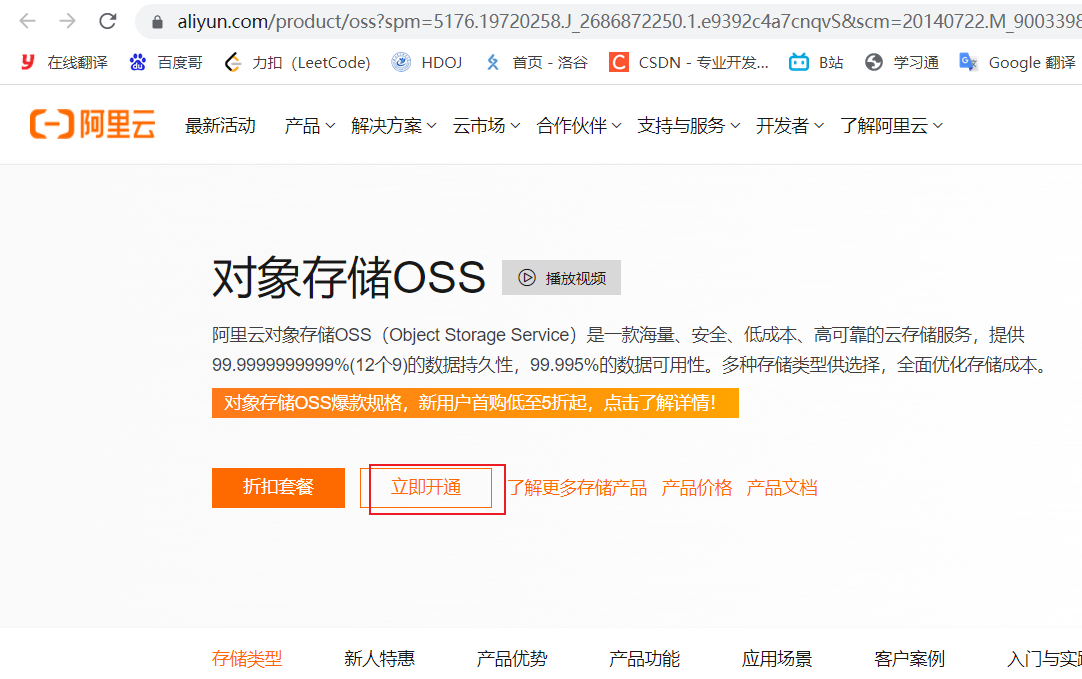 aliyun.com/product/oss?spm=5176.19720258.J_2686872250.1.e9392c4a7cnqvS&scm=20140722.M_9003398
在线翻译 百度哥 力扣（LeetCode） HDOJ 首页 - 洛谷 CSDN - 专业开发... B站 学习通 Google 翻译
阿里云 最新活动 产品 解决方案 云市场 合作伙伴 支持与服务 开发者 了解阿里云
对象存储OSS 播放视频
阿里云对象存储OSS（Object Storage Service）是一款海量、安全、低成本、高可靠的云存储服务，提供
99.9999999999%(12个9)的数据持久性，99.995%的数据可用性。多种存储类型供选择，全面优化存储成本。
对象存储OSS爆款规格，新用户首购低至5折起，点击了解详情！
折扣套餐 立即开通 了解更多存储产品 产品价格 产品文档
存储类型 新人特惠 产品优势 产品功能 应用场景 客户案例 入门与实践